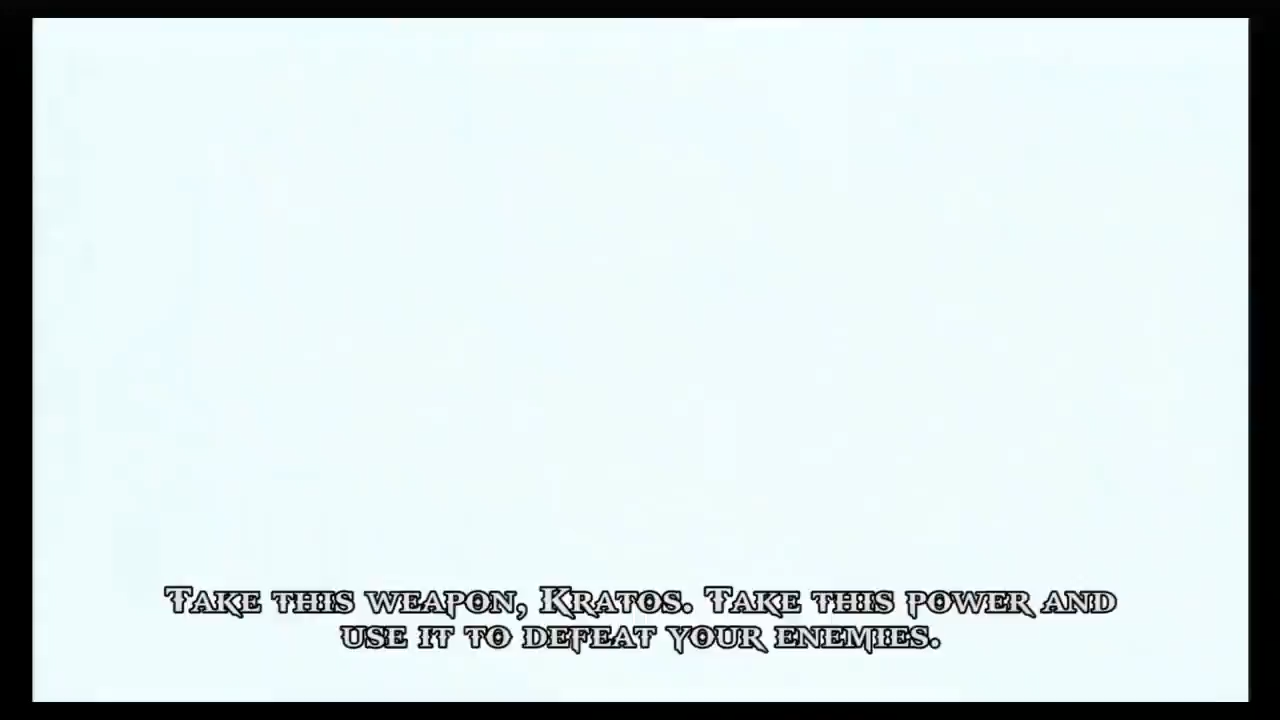 Take this weapon, Kratos. Take this power and
use it to defeat your enemies.